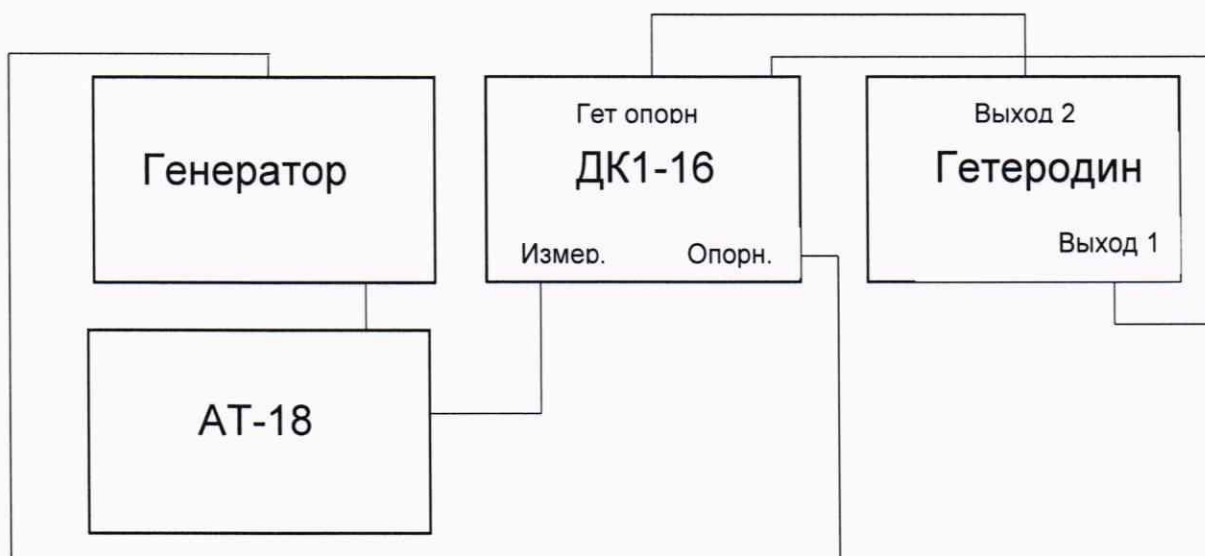 Генератор
Гет опорн
ДК1-16
Измер. Опорн.
Выход 2
Гетеродин
Выход 1
АТ-18